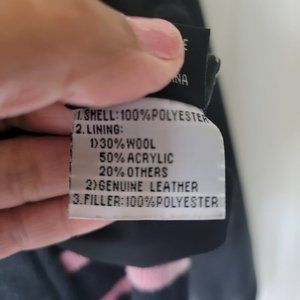 1.SHELL:100%POLYESTER
2.LINING:
1)30%WOOL
50%ACRYLIC
20%OTHERS
2)GENUINE LEATHER
3.FILLER:100%POLYESTER